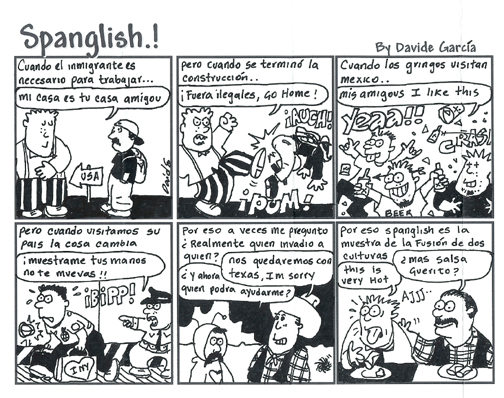 Spanglish.!
By Davide García
Cuando el inmigrante es
necesario para trabajar...
mi casa es tu casa amigou
USA
pero cuando se terminó la
construcción..
¡Fuera ilegales, GO Home!
¡AUCH!
¡PUM!
Cuando los gringos visitan
mexico..
mis amigous I like this
Yeaa!!
CRASH!
BEER
pero cuando visitamos su
pais la cosa cambia
¡muestrame tus manos
no te muevas!!
¡BiPP!
I NY
Por eso a veces me pregunto
¿Realmente quien invadio a
quien?
nos quedaremos con
texas, I'm sorry
¿Y Ahora
quien podra ayudarme?
Por eso spanglish es la
muestra de la Fusión de dos
culturas
this is
very Hot
¿mas salsa
Guerito?
AJJ..